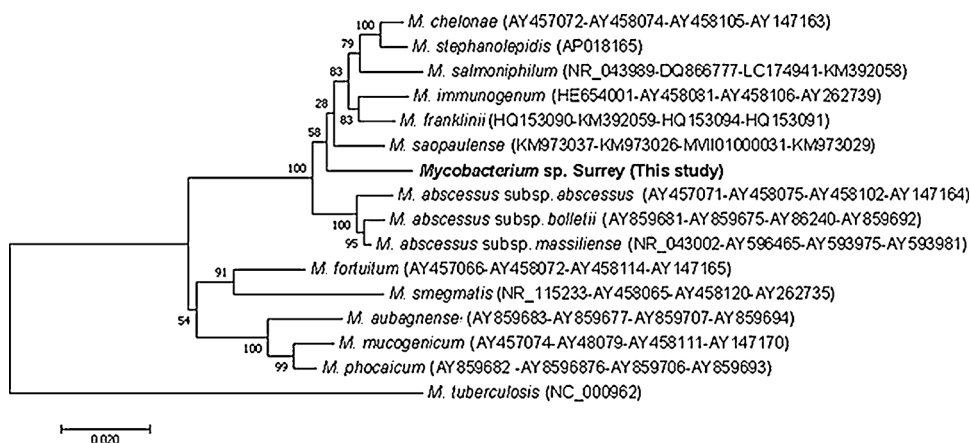 M. chelonae (AY457072-AY458074-AY458105-AY147163)
100
M. stephanolepidis (AP018165)
79
M. salmoniphilum (NR_043989-DQ866777-LC174941-KM392058)
83
M. immunogenum (HE654001-AY458081-AY458106-AY262739)
28
83
M. franklinii (HQ153090-KM392059-HQ153094-HQ153091)
58
M. saopaulense (KM973037-KM973026-MVII01000031-KM973029)
100
Mycobacterium sp. Surrey (This study)
M. abscessus subsp. abscessus (AY457071-AY458075-AY458102-AY147164)
100
M. abscessus subsp. bolletii (AY859681-AY859675-AY86240-AY859692)
95
M. abscessus subsp. massiliense (NR_043002-AY596465-AY593975-AY593981)
91
M. fortuitum (AY457066-AY458072-AY458114-AY147165)
M. smegmatis (NR_115233-AY458065-AY458120-AY262735)
54
M. aubagnense (AY859683-AY859677-AY859707-AY859694)
100
M. mucogenicum (AY457074-AY48079-AY458111-AY147170)
99
M. phocaicum (AY859682 -AY8596876-AY859706-AY859693)
M. tuberculosis (NC_000962)
0.020